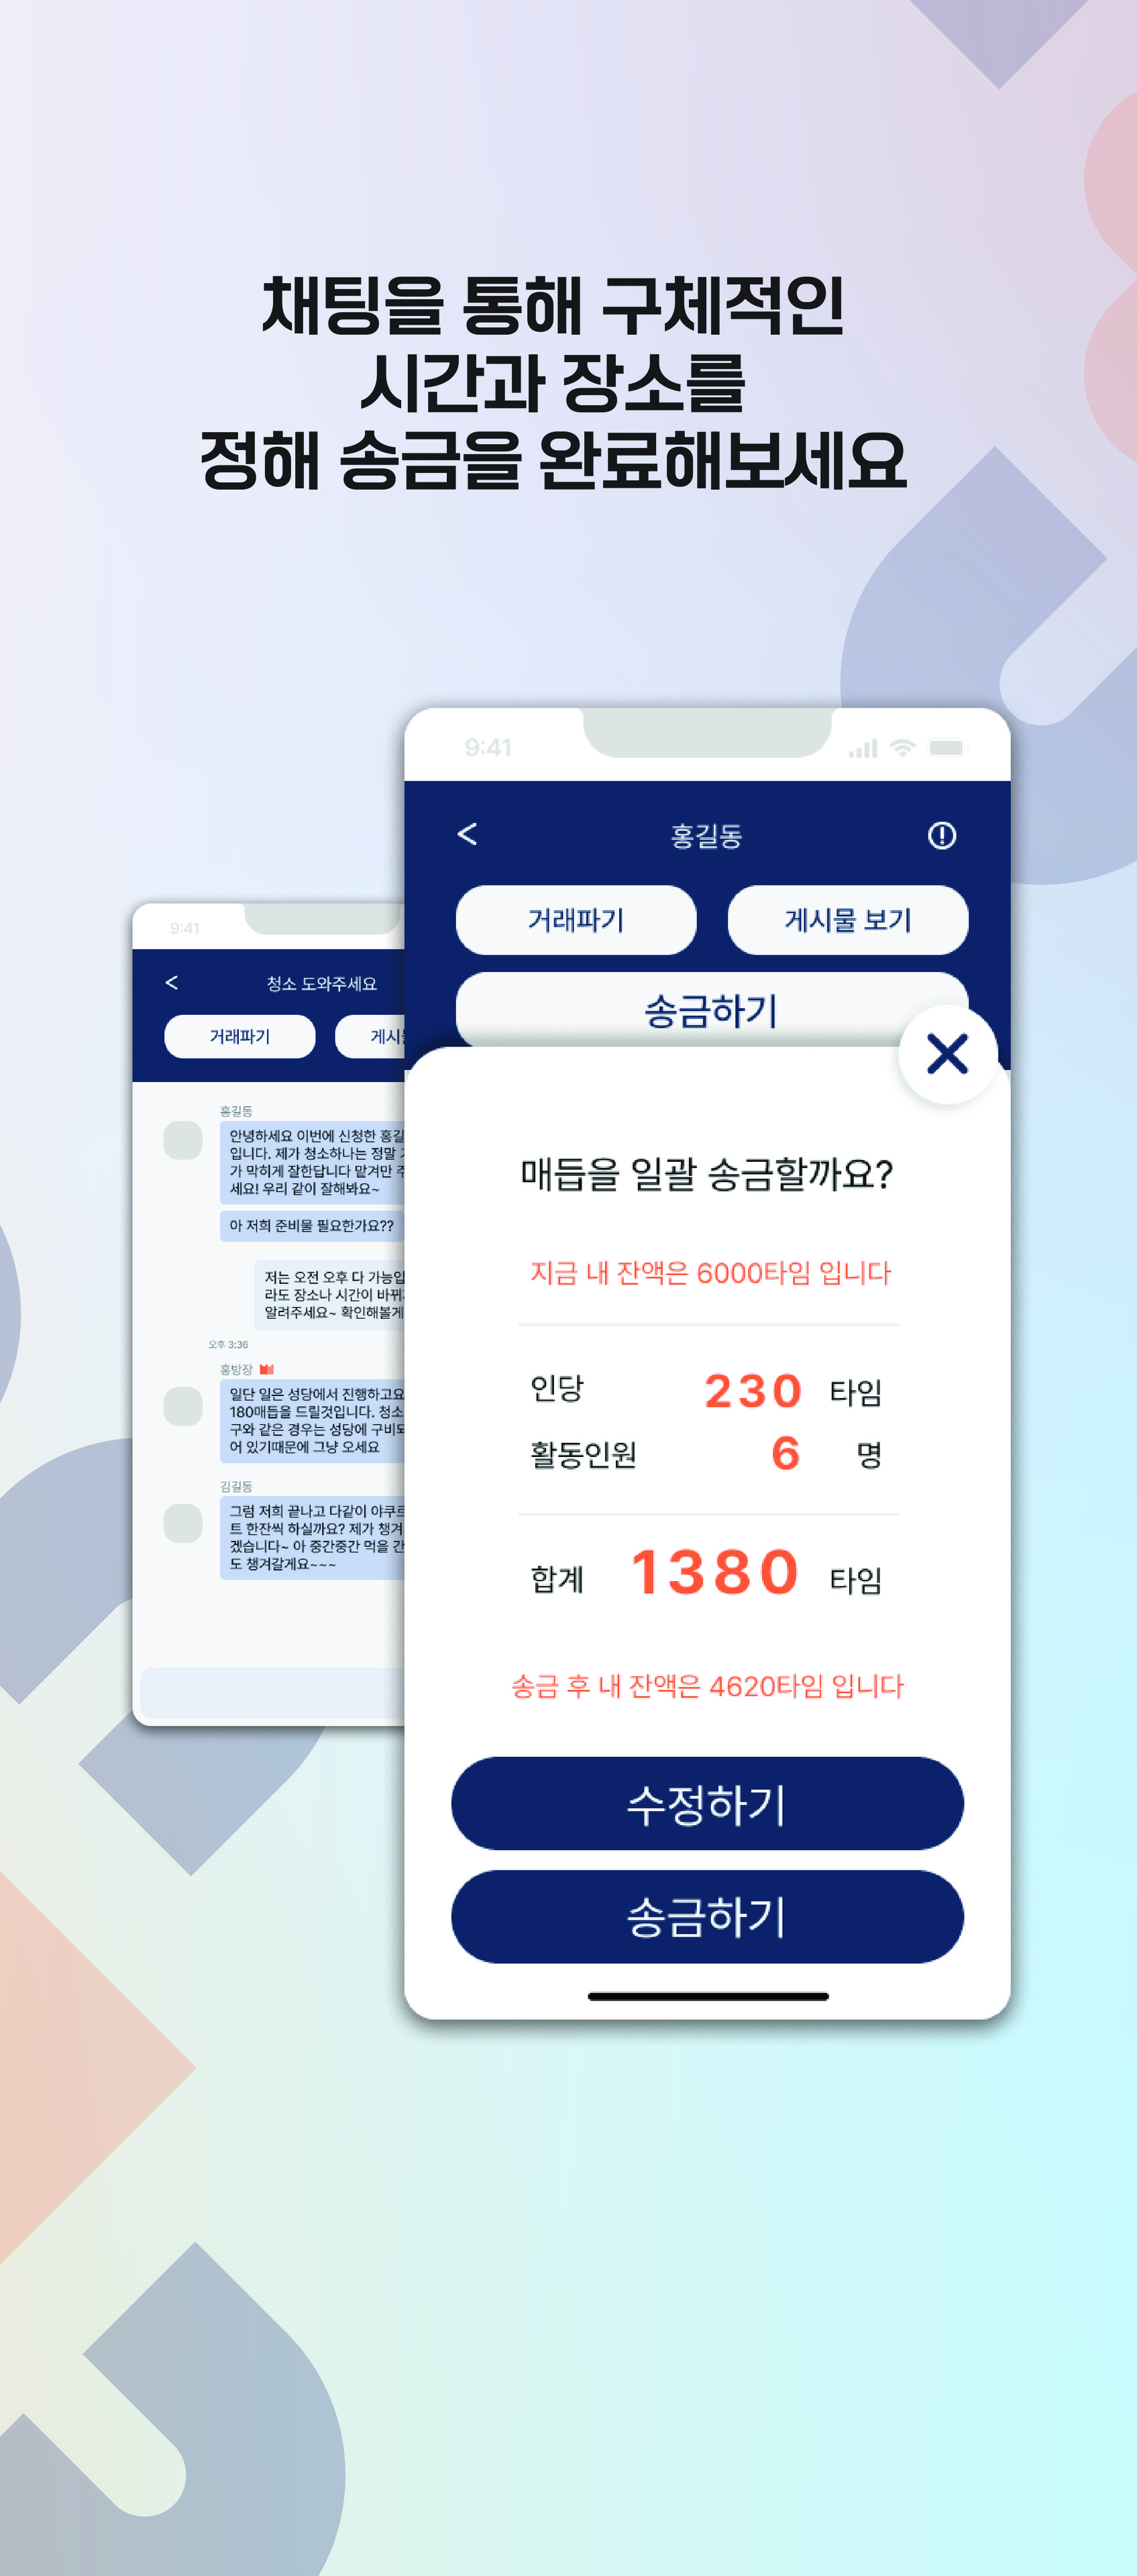 채팅을 통해 구체적인
시간과 장소를
정해 송금을 완료해보세요
9:41
청소 도와주세요
거래파기
홍길동
안녕하세요 이번에 신청한 홍길
입니다. 제가 청소하나는 정말
가 막히게 잘한답니다 맡겨만 주
세요! 우리 같이 잘해봐요~
아 저희 준비물 필요한가요??
저는 오전 오후 다 가능입
라도 장소나 시간이 바뀌
알려주세요~ 확인해볼게
오후 3:36
홍방장
일단 일은 성당에서 진행하고요
180매듭을 드릴것입니다. 청소
구와 같은 경우는 성당에 구비되
어 있기때문에 그냥 오세요
김길동
그럼 저희 끝나고 다같이 야쿠르
트 한잔씩 하실까요? 제가 챙겨
겠습니다~ 아 중간중간 먹을 간
도 챙겨갈게요~~~
9:41
<
홍길동
거래파기 게시물 보기
송금하기
매듭을 일괄 송금할까요?
지금 내 잔액은 6000타임 입니다
인당 230 타임
활동인원 6 명
합계 1380 타임
송금 후 내 잔액은 4620타임 입니다
수정하기
송금하기